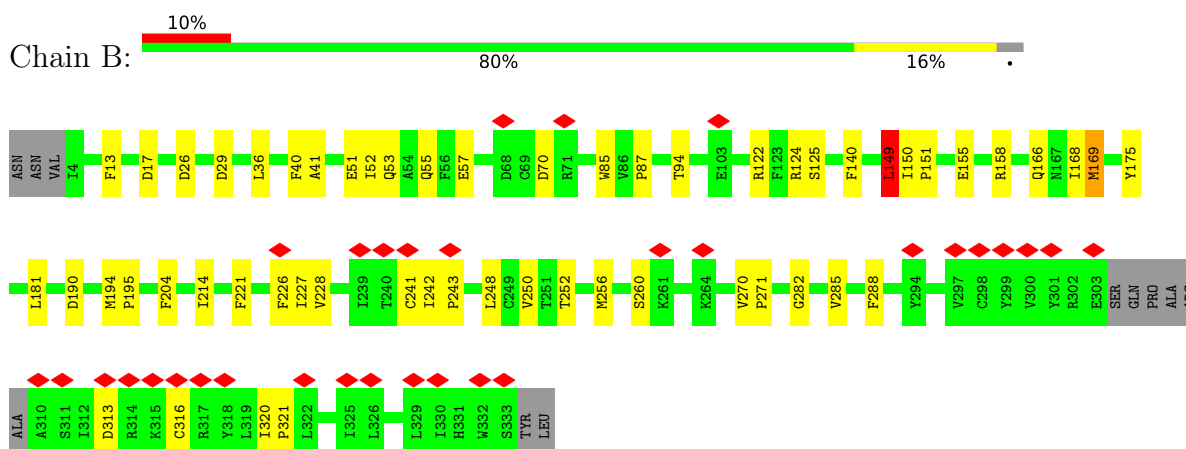 10%
Chain B:
80% 16% •
ASN ASN VAL I4 F13 D17 D26 D29 L36 F40 A41 E51 I52 Q53 A54 Q55 F56 E57 D68 C69 D70 R71 W85 V86 P87 T94 E103 R122 F123 R124 S125 F140 L149 I150 P151 E155 R158 Q166 N167 I168 M169 Y175
L181 D190 M194 P195 F204 I214 F221 F226 I227 V228 I239 T240 C241 I242 P243 L248 C249 V250 T251 T252 M256 S260 K261 K264 V270 P271 G282 V285 F288 Y294 V297 C298 Y299 V300 Y301 R302 E303 SER GLN PRO ALA
ALA A310 S311 I312 D313 R314 K315 C316 R317 Y318 L319 I320 P321 L322 I325 L326 L329 I330 H331 W332 S333 TYR LEU